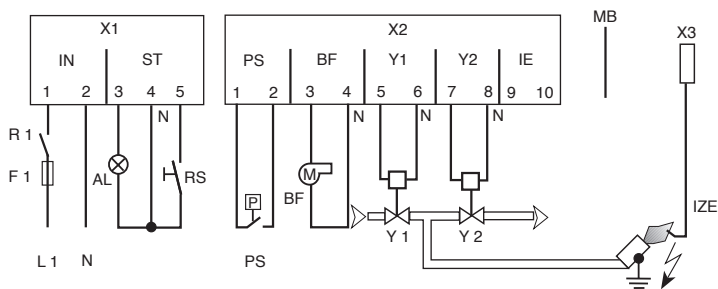 X1 X2 MB X3
IN ST PS BF Y1 Y2 IE
1 2 3 4 5 1 2 3 4 5 6 7 8 9 10
N N N N
R 1
F 1 AL RS M
P BF IZE
Y 1 Y 2
L 1 N PS